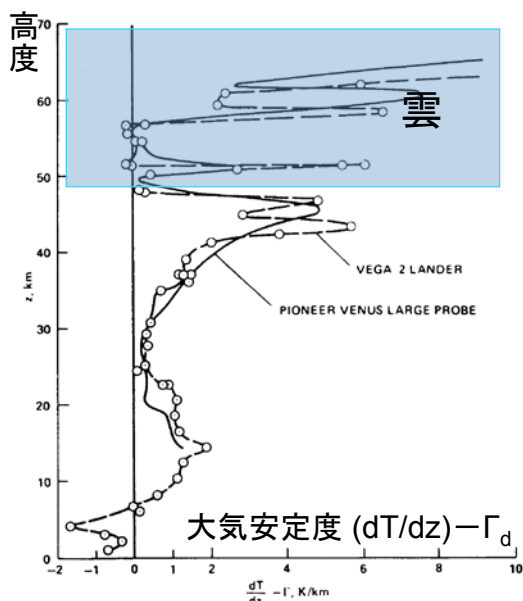 高度
70
60
50
40
30
20
10
0
z, km
雲
VEGA 2 LANDER
PIONEER VENUS LARGE PROBE
大気安定度 (dT/dz)－Γd
-2
-1
0
1
2
4
6
8
10
dT/dz -Γ, K/km